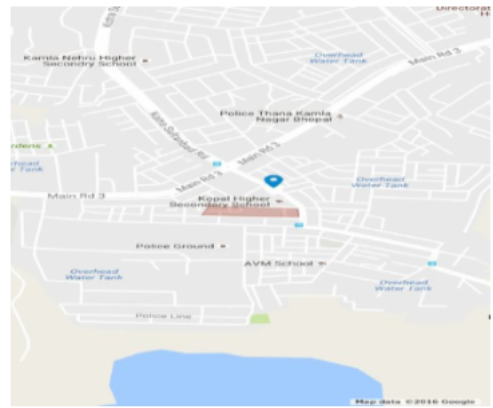 Directorat
Kamla Nehru Higher
Secondry School
Overhead
Water Tank
Main Rd 3
Police Thana Kamla
Nagar Bhopal
Main Rd 3
rdens
Main Rd 3
Overhead
Water Tank
Main Rd 3
Kopal Higher
Secondary School
Police Ground
AVM School
Overhead
Water Tank
Overhead
Water Tank
Police Line
Map data ©2016 Google